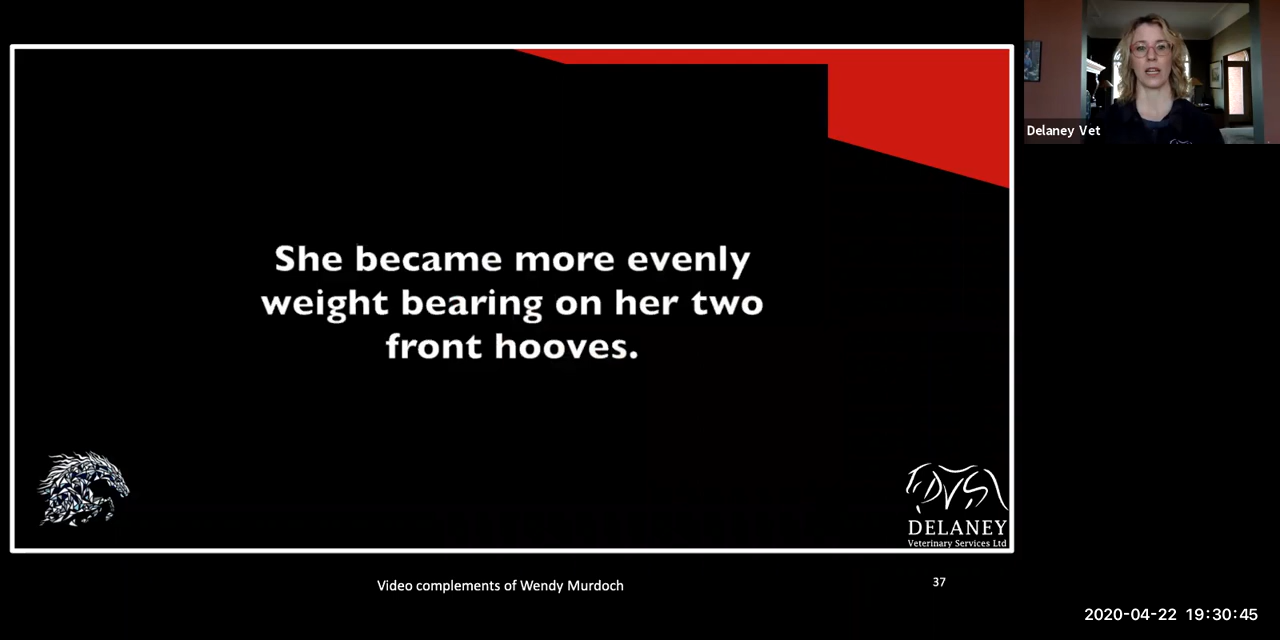 Delaney Vet
She became more evenly
weight bearing on her two
front hooves.
DVS
DELANEY
Veterinary Services Ltd
Video complements of Wendy Murdoch
37
2020-04-22 19:30:45